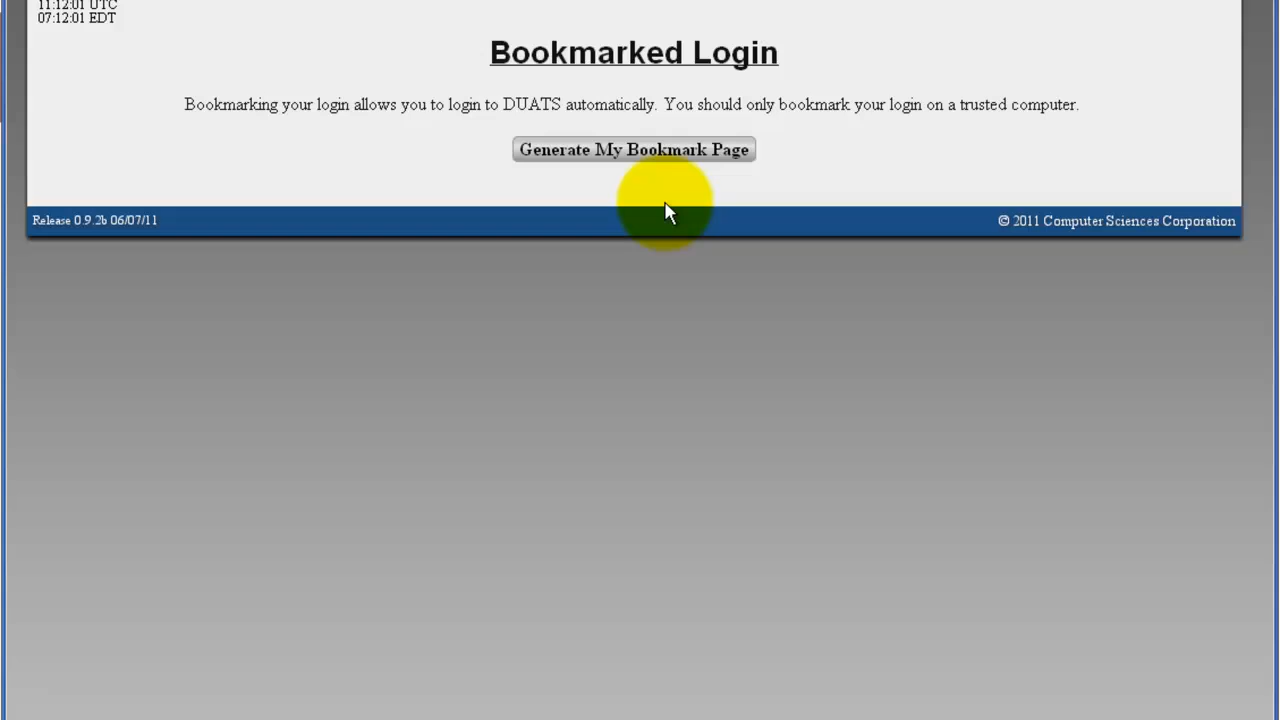 11:12:01 UTC
07:12:01 EDT
Bookmarked Login
Bookmarking your login allows you to login to DUATS automatically. You should only bookmark your login on a trusted computer.
Generate My Bookmark Page
Release 0.9.2b 06/07/11
© 2011 Computer Sciences Corporation